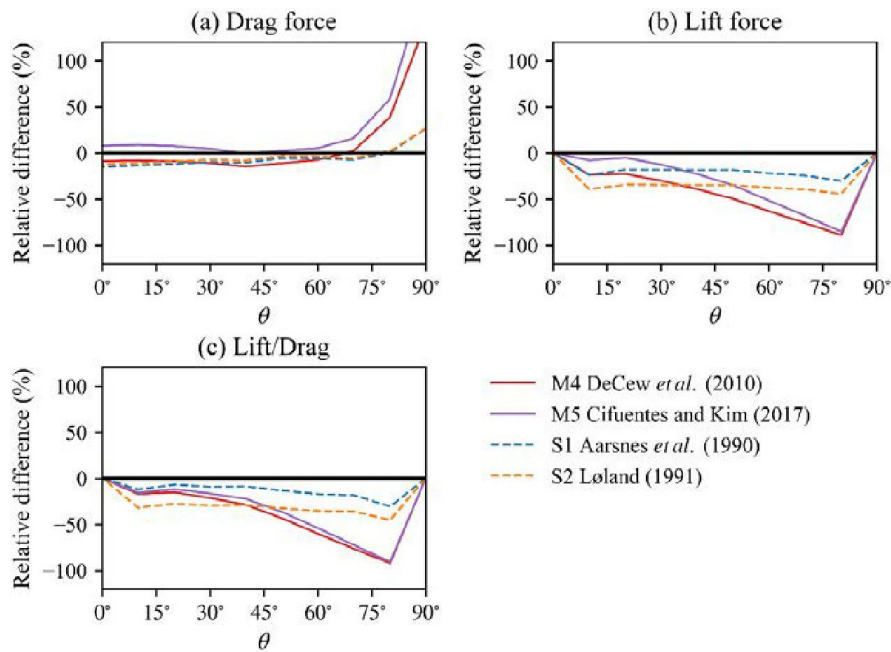 (a) Drag force
Relative difference (%)
100
50
0
−50
−100
0° 15° 30° 45° 60° 75° 90°
θ
(b) Lift force
Relative difference (%)
100
50
0
−50
−100
0° 15° 30° 45° 60° 75° 90°
θ
(c) Lift/Drag
Relative difference (%)
100
50
0
−50
−100
0° 15° 30° 45° 60° 75° 90°
θ
M4 DeCew et al. (2010)
M5 Cifuentes and Kim (2017)
S1 Aarsnes et al. (1990)
S2 Løland (1991)